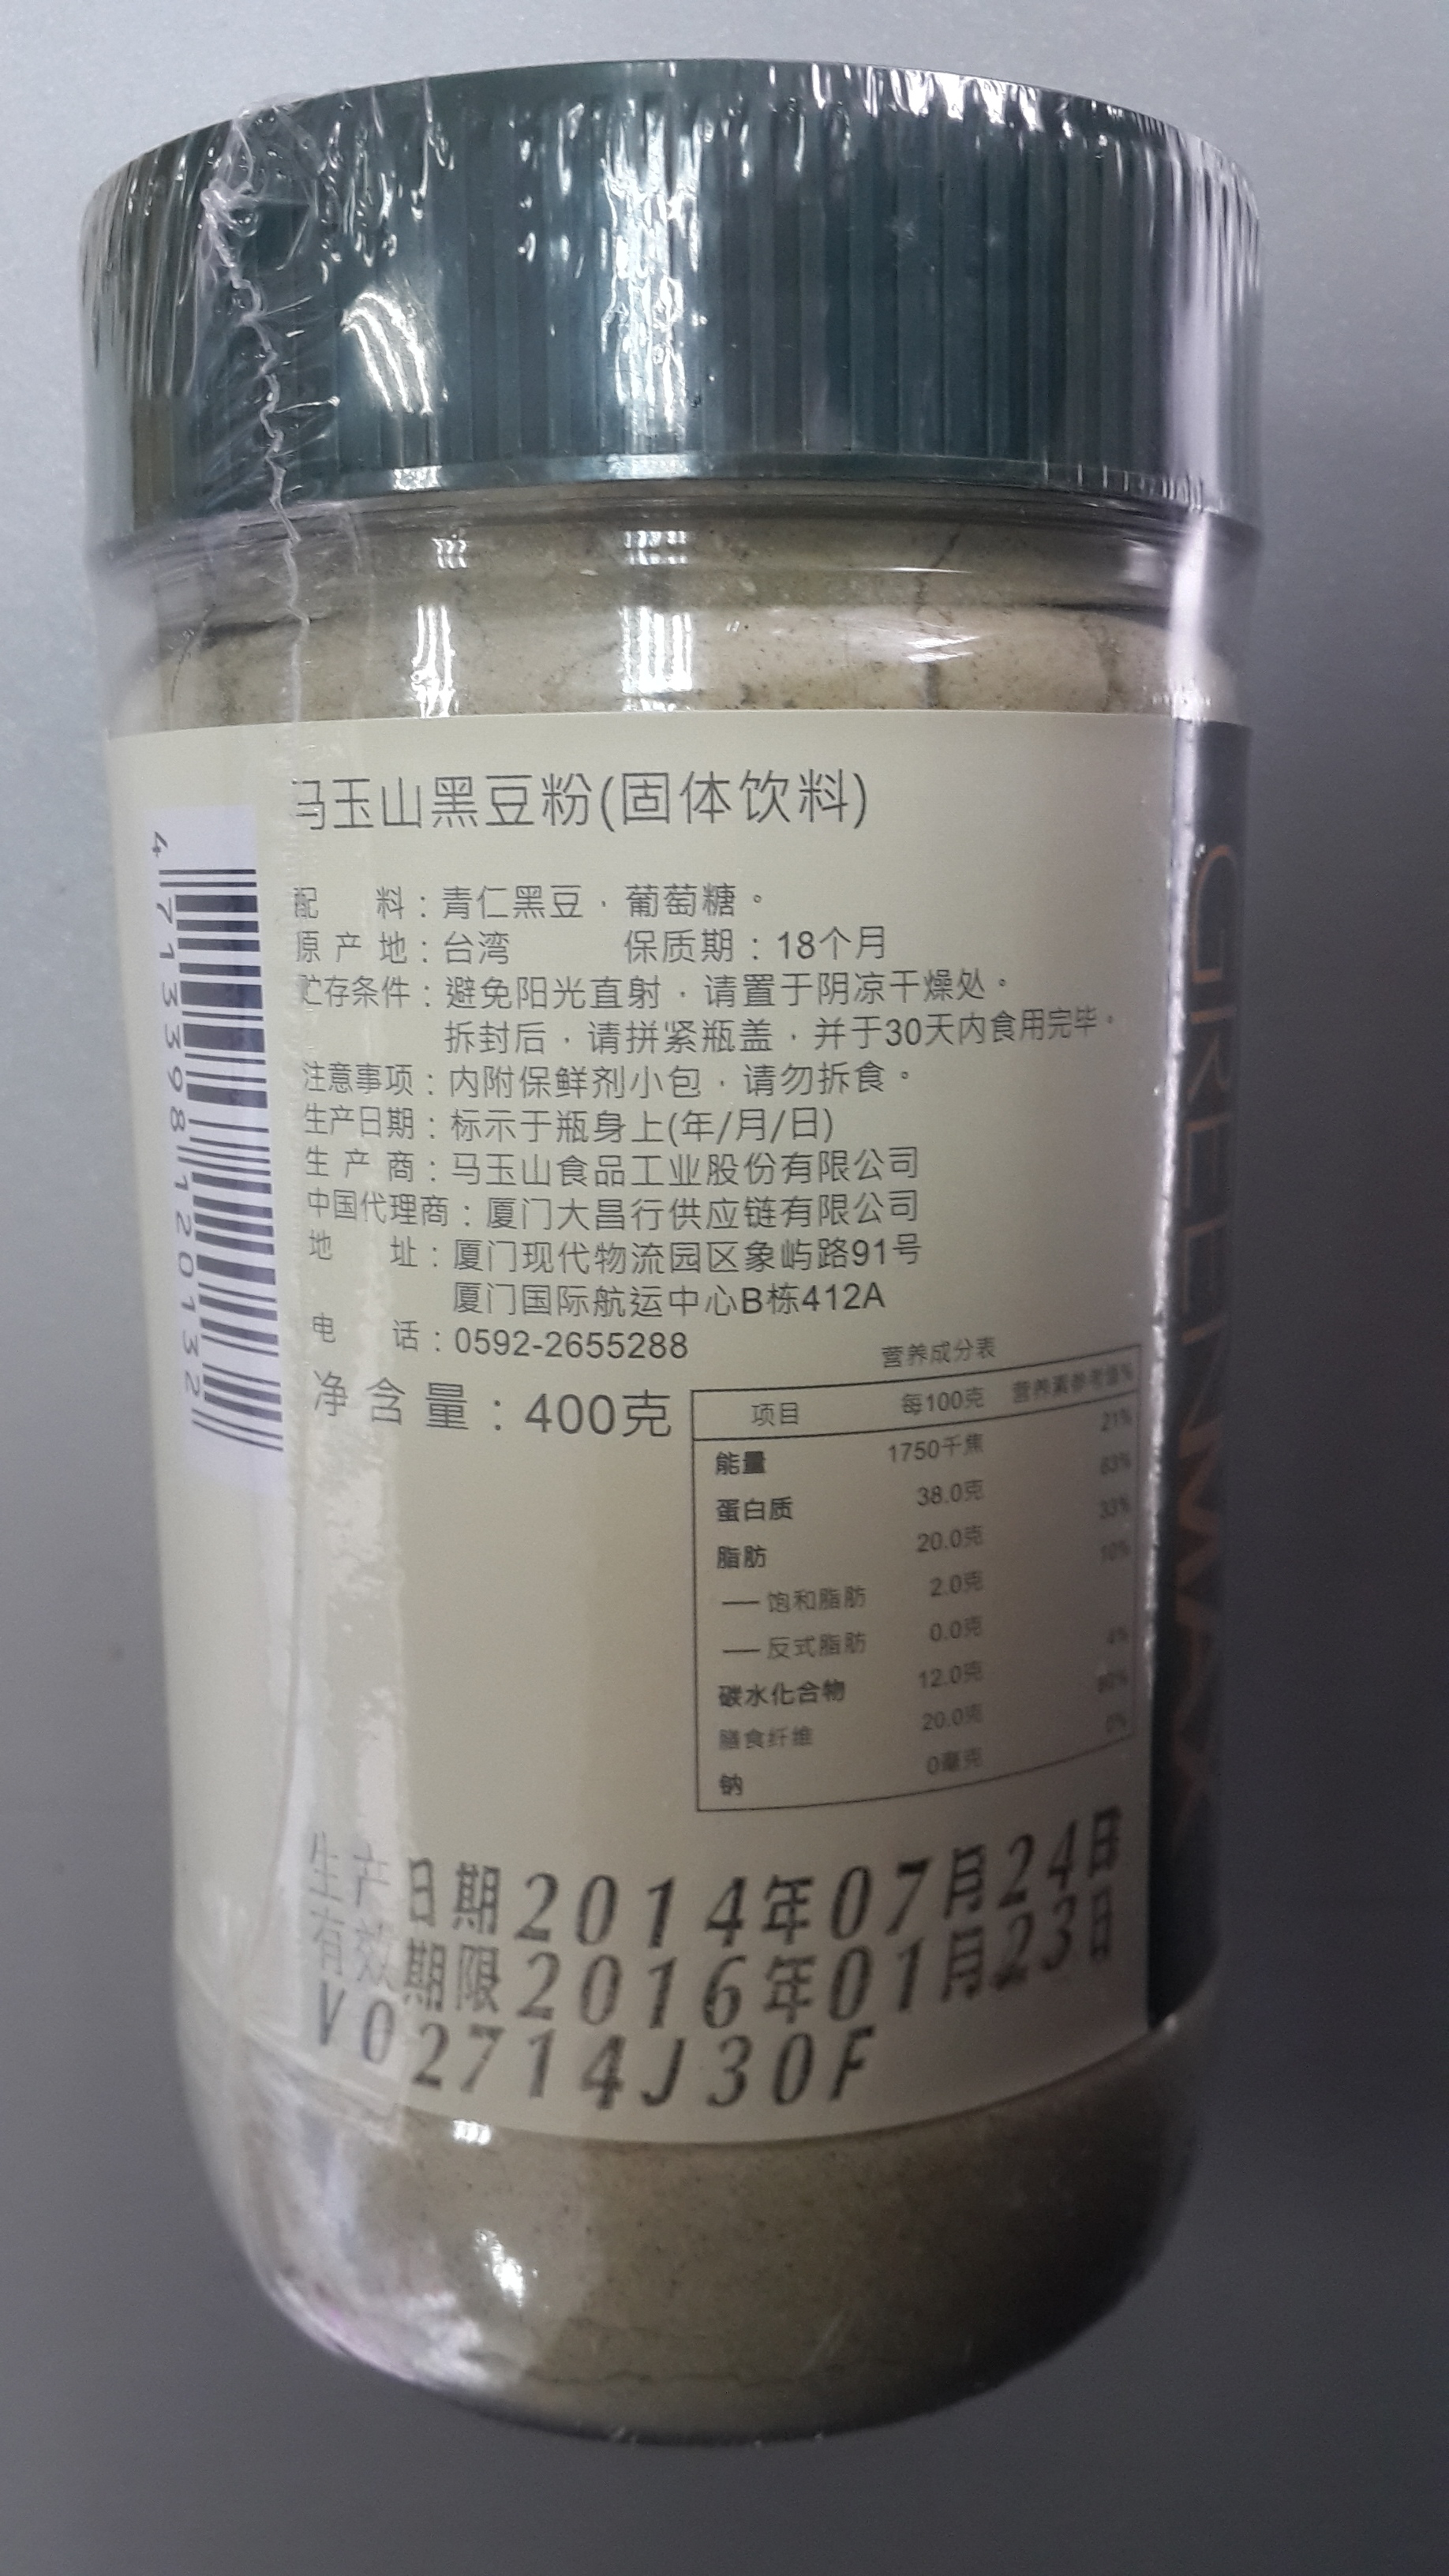 马玉山黑豆粉(固体饮料)
配 料：青仁黑豆，葡萄糖。
原产地：台湾 保质期：18个月
贮存条件：避免阳光直射，请置于阴凉干燥处。
拆封后，请拼紧瓶盖，并于30天内食用完毕。
注意事项：内附保鲜剂小包，请勿拆食。
生产日期：标示于瓶身上(年/月/日)
生产商：马玉山食品工业股份有限公司
中国代理商：厦门大昌行供应链有限公司
地 址：厦门现代物流园区象屿路91号
厦门国际航运中心B栋412A
电 话：0592-2655288
净含量：400克
营养成分表
项目 每100克 营养素参考值%
能量 1750千焦 21%
蛋白质 38.0克 63%
脂肪 20.0克 33%
—饱和脂肪 2.0克 10%
—反式脂肪 0.0克
碳水化合物 12.0克 4%
膳食纤维 20.0克 80%
钠 0毫克 0%
生产日期2014年07月24日
有效期限2016年01月23日
V02714J30F
4713398120132
GREENMAX